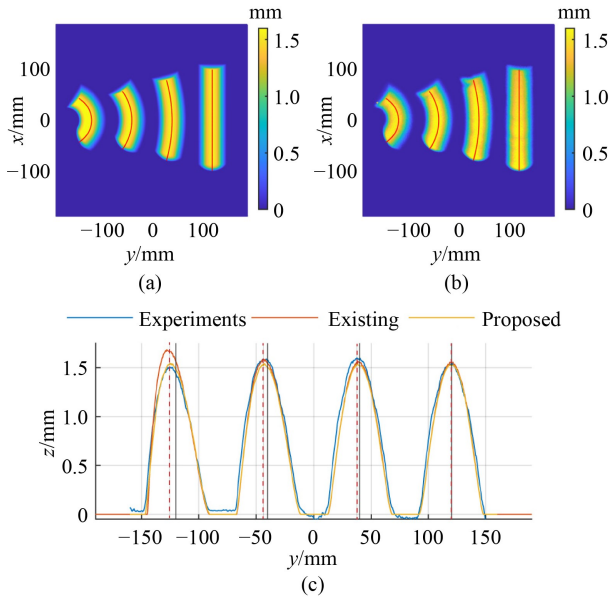 mm mm
1.5 1.5
100 100
x/mm 0 1.0 x/mm 0 1.0
0.5 0.5
−100 −100
0 0
−100 0 100 −100 0 100
y/mm y/mm
(a) (b)
Experiments Existing Proposed
1.5
1.0
z/mm
0.5
0
−150 −100 −50 0 50 100 150
y/mm
(c)